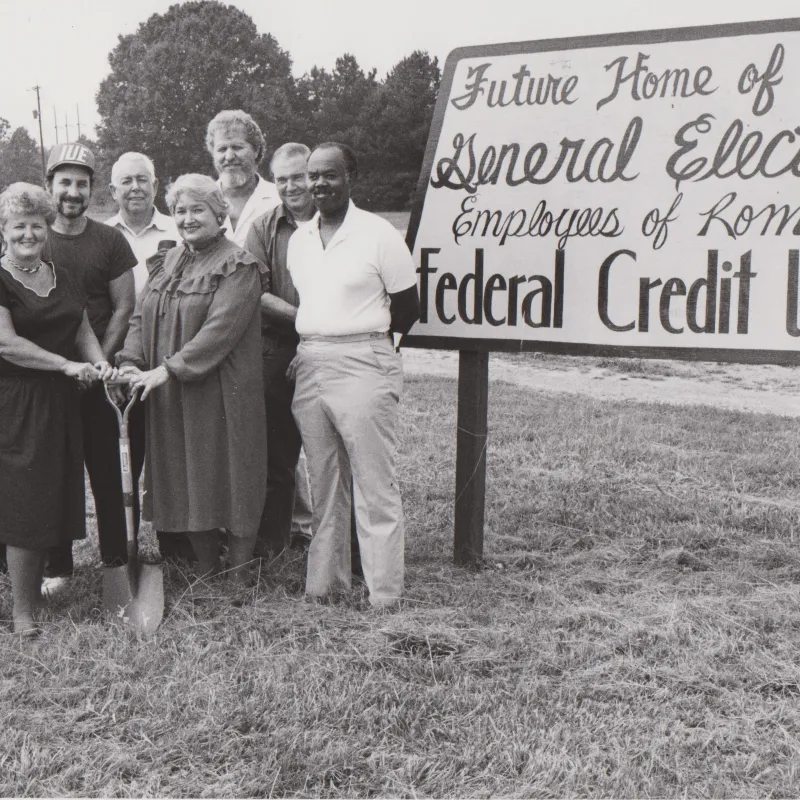 Future Home of
General Elec
Employees of Rom
Federal Credit U